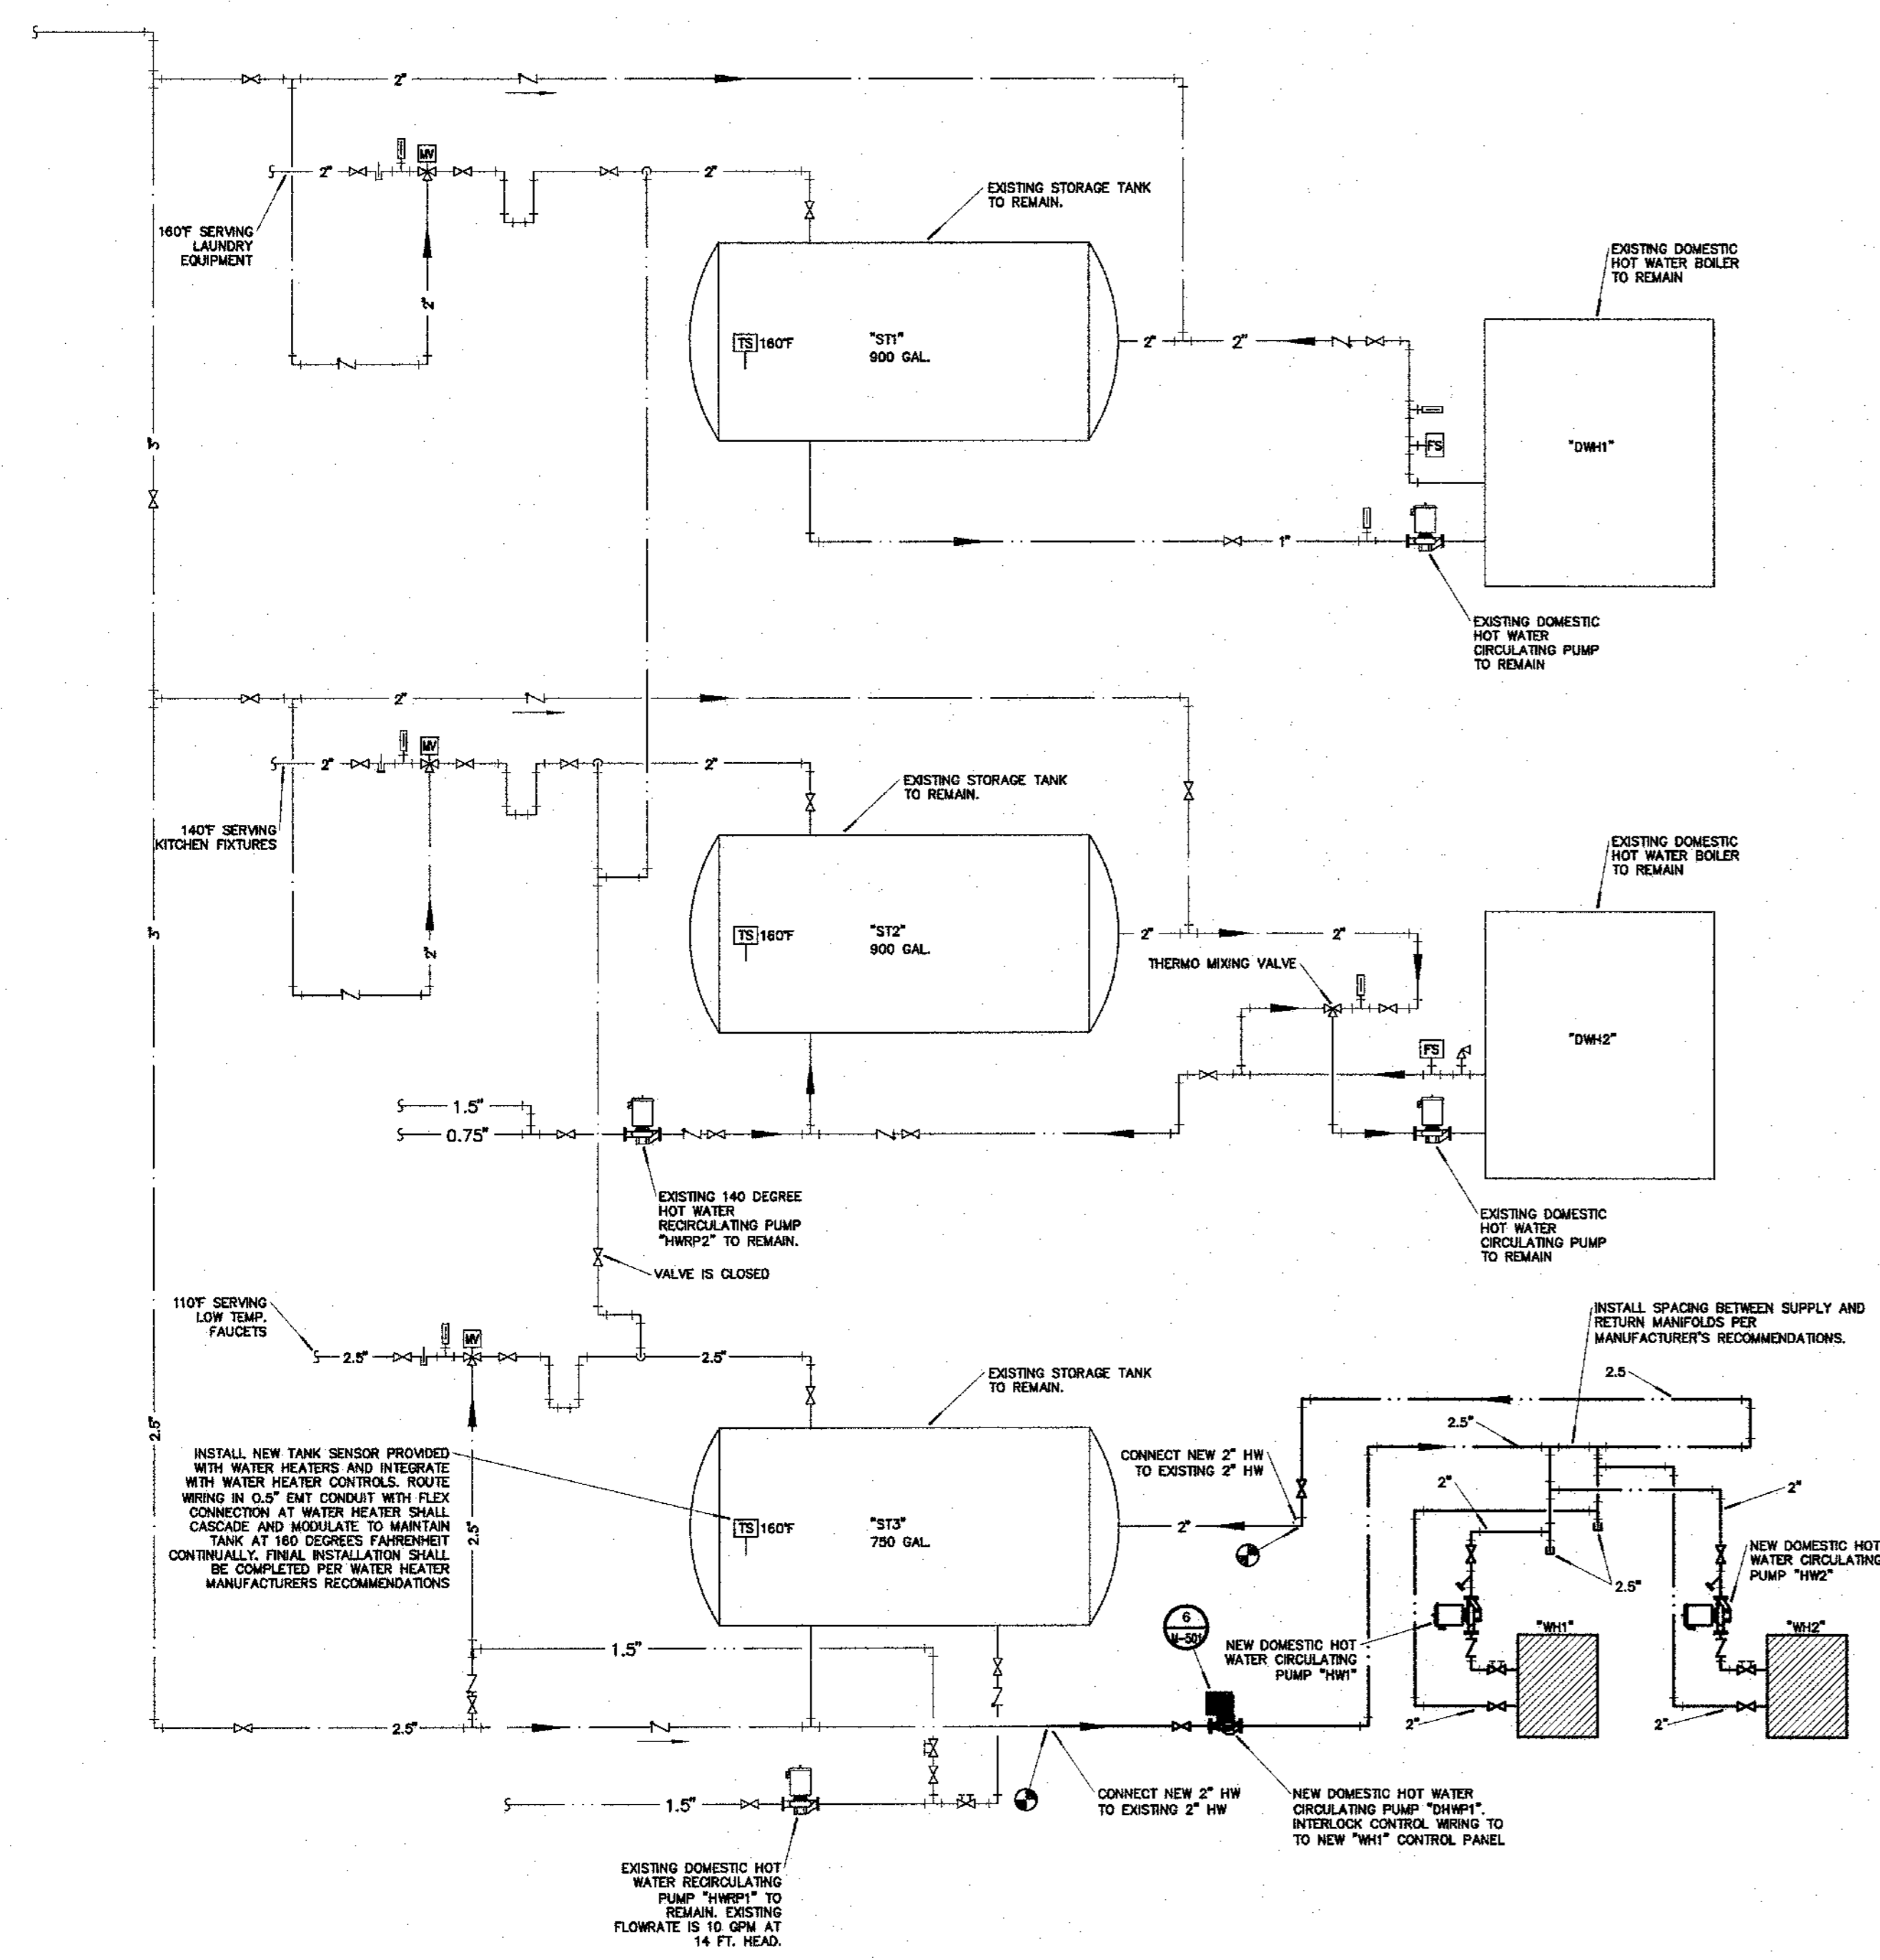 2"
2"
MV
2"
160°F SERVING
LAUNDRY
EQUIPMENT
2"
EXISTING STORAGE TANK
TO REMAIN.
TS 160°F
"ST1"
900 GAL.
2"
2"
EXISTING DOMESTIC
HOT WATER BOILER
TO REMAIN
FS
"DWH1"
3"
1"
EXISTING DOMESTIC
HOT WATER
CIRCULATING PUMP
TO REMAIN
2"
2"
MV
2"
140°F SERVING
KITCHEN FIXTURES
2"
EXISTING STORAGE TANK
TO REMAIN.
3"
TS 160°F
"ST2"
900 GAL.
2"
2"
THERMO MIXING VALVE
EXISTING DOMESTIC
HOT WATER BOILER
TO REMAIN
FS
"DWH2"
1.5"
0.75"
EXISTING 140 DEGREE
HOT WATER
RECIRCULATING PUMP
"HWRP2" TO REMAIN.
EXISTING DOMESTIC
HOT WATER
CIRCULATING PUMP
TO REMAIN
VALVE IS CLOSED
110°F SERVING
LOW TEMP.
FAUCETS
2.5"
MV
2.5"
2.5"
EXISTING STORAGE TANK
TO REMAIN.
INSTALL SPACING BETWEEN SUPPLY AND
RETURN MANIFOLDS PER
MANUFACTURER'S RECOMMENDATIONS.
2.5
2.5"
INSTALL NEW TANK SENSOR PROVIDED
WITH WATER HEATERS AND INTEGRATE
WITH WATER HEATER CONTROLS. ROUTE
WIRING IN 0.5" EMT CONDUIT WITH FLEX
CONNECTION AT WATER HEATER SHALL
CASCADE AND MODULATE TO MAINTAIN
TANK AT 160 DEGREES FAHRENHEIT
CONTINUALLY. FINIAL INSTALLATION SHALL
BE COMPLETED PER WATER HEATER
MANUFACTURERS RECOMMENDATIONS
2.5"
TS 160°F
"ST3"
750 GAL.
2"
CONNECT NEW 2" HW
TO EXISTING 2" HW
2"
2"
2.5"
NEW DOMESTIC HOT
WATER CIRCULATING
PUMP "HW2"
6
M-501
NEW DOMESTIC HOT
WATER CIRCULATING
PUMP "HW1"
"WH1"
"WH2"
2"
2"
1.5"
2.5"
1.5"
CONNECT NEW 2" HW
TO EXISTING 2" HW
NEW DOMESTIC HOT WATER
CIRCULATING PUMP "DHWP1".
INTERLOCK CONTROL WIRING TO
TO NEW "WH1" CONTROL PANEL
EXISTING DOMESTIC HOT
WATER RECIRCULATING
PUMP "HWRP1" TO
REMAIN. EXISTING
FLOWRATE IS 10 GPM AT
14 FT. HEAD.